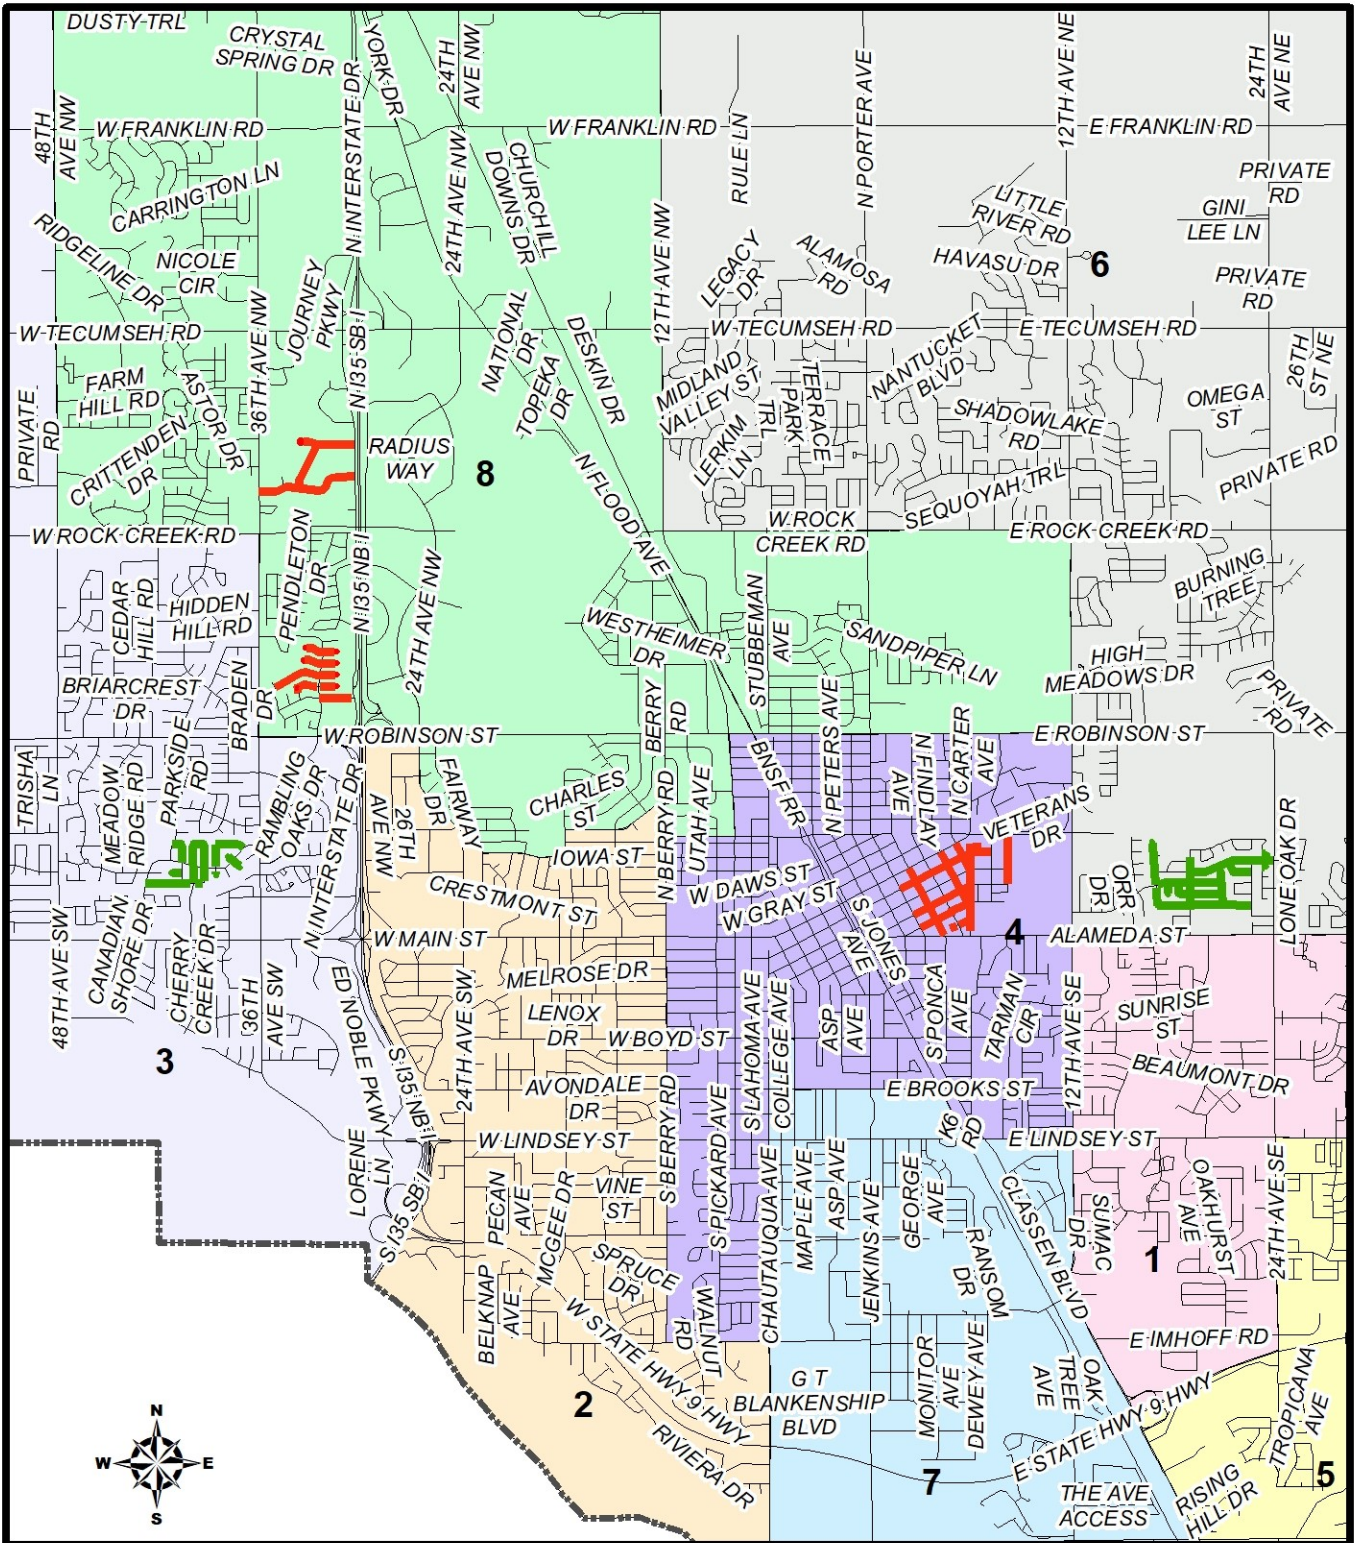 DUSTY TRL
CRYSTAL
SPRING DR
YORK DR
24TH
AVE NW
12TH AVE NE
24TH
AVE NE
48TH
AVE NW
W FRANKLIN RD
N INTERSTATE DR
W FRANKLIN RD
RULE LN
N PORTER AVE
E FRANKLIN RD
CARRINGTON LN
24TH AVE NW
CHURCHILL
DOWNS DR
PRIVATE
RD
LITTLE
RIVER RD
GINI
LEE LN
RIDGELINE DR
NICOLE
CIR
JOURNEY
PKWY
12TH AVE NW
LEGACY
DR
ALAMOSA
RD
HAVASU DR
6
PRIVATE
RD
W TECUMSEH RD
36TH AVE NW
N I35 SB I
NATIONAL
DR
DESKIN DR
W TECUMSEH RD
E TECUMSEH RD
26TH
ST NE
FARM
HILL RD
ASTOR DR
TOPEKA
DR
MIDLAND
VALLEY ST
TERRACE
PARK
TRL
NANTUCKET
BLVD
OMEGA
ST
PRIVATE
RD
CRITTENDEN
DR
RADIUS
WAY
8
N FLOOD AVE
LERKIM
LN
SHADOWLAKE
RD
SEQUOYAH TRL
PRIVATE RD
W ROCK CREEK RD
PENDLETON
DR
N I35 NB I
W ROCK
CREEK RD
E ROCK CREEK RD
CEDAR
HILL RD
HIDDEN
HILL RD
24TH AVE NW
WESTHEIMER
DR
STUBBEMAN
AVE
SANDPIPER LN
BURNING
TREE
BRIARCREST
DR
BRADEN
DR
HIGH
MEADOWS DR
PRIVATE
RD
W ROBINSON ST
BERRY
RD
N PETERS AVE
N CARTER
AVE
E ROBINSON ST
TRISHA
LN
MEADOW
RIDGE RD
PARKSIDE
RD
RAMBLING
OAKS DR
N INTERSTATE DR
26TH
AVE NW
FAIRWAY
DR
CHARLES
ST
N BERRY RD
UTAH AVE
BNSF RR
N FINDLAY
AVE
VETERANS
DR
LONE OAK DR
IOWA ST
CRESTMONT ST
W DAWS ST
W GRAY ST
S JONES
AVE
ORR
DR
48TH AVE SW
CANADIAN
SHORE DR
CHERRY
CREEK DR
36TH
AVE SW
W MAIN ST
4
ALAMEDA ST
ED NOBLE PKWY
24TH AVE SW
MELROSE DR
LENOX
DR
W BOYD ST
S LAHOMA AVE
COLLEGE AVE
ASP
AVE
S PONCA
AVE
TARMAN
CIR
12TH AVE SE
SUNRISE
ST
3
S I35 NB I
AVONDALE
DR
S BERRY RD
S PICKARD AVE
E BROOKS ST
BEAUMONT DR
LORENE
LN
W LINDSEY ST
K6
RD
E LINDSEY ST
S I35 SB I
PECAN
AVE
MCGEE DR
VINE
ST
CHAUTAUQUA AVE
MAPLE AVE
ASP AVE
JENKINS AVE
GEORGE
AVE
CLASSEN BLVD
SUMAC
DR
OAKHURST
AVE
24TH AVE SE
1
BELKNAP
AVE
SPRUCE
DR
WALNUT
RD
RANSOM
DR
E IMHOFF RD
W STATE HWY 9 HWY
2
G T
BLANKENSHIP
BLVD
MONITOR
AVE
DEWEY AVE
OAK
TREE
AVE
E STATE HWY 9 HWY
TROPICANA
AVE
RIVIERA DR
7
THE AVE
ACCESS
RISING
HILL DR
5
N
W E
S